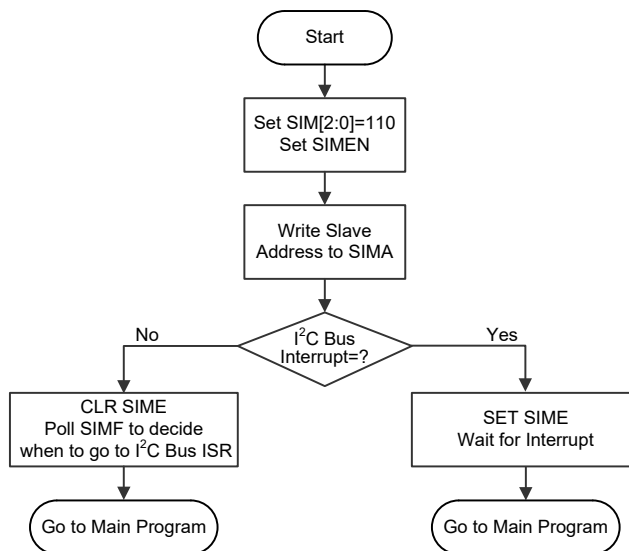 Start
Set SIM[2:0]=110
Set SIMEN
Write Slave
Address to SIMA
I²C Bus
Interrupt=?
No
Yes
CLR SIME
Poll SIMF to decide
when to go to I²C Bus ISR
SET SIME
Wait for Interrupt
Go to Main Program
Go to Main Program